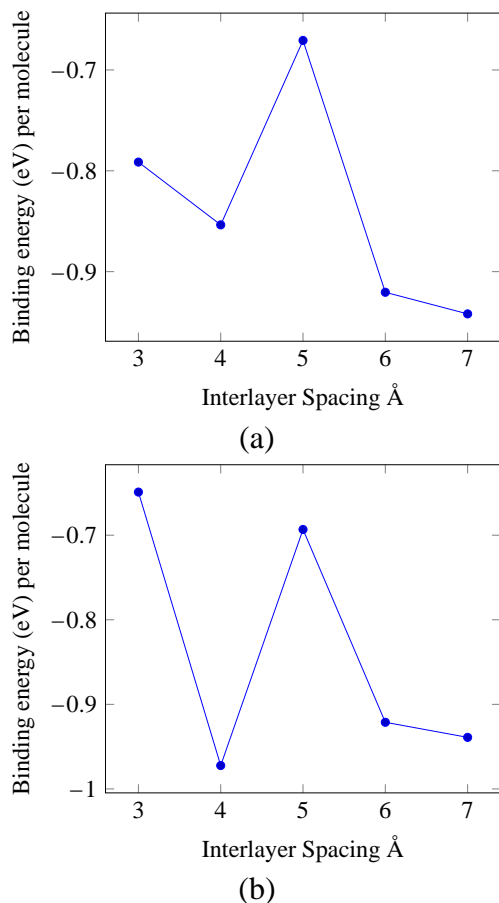 Binding energy (eV) per molecule
−0.7
−0.8
−0.9
3 4 5 6 7
Interlayer Spacing Å
(a)
Binding energy (eV) per molecule
−0.7
−0.8
−0.9
−1
3 4 5 6 7
Interlayer Spacing Å
(b)